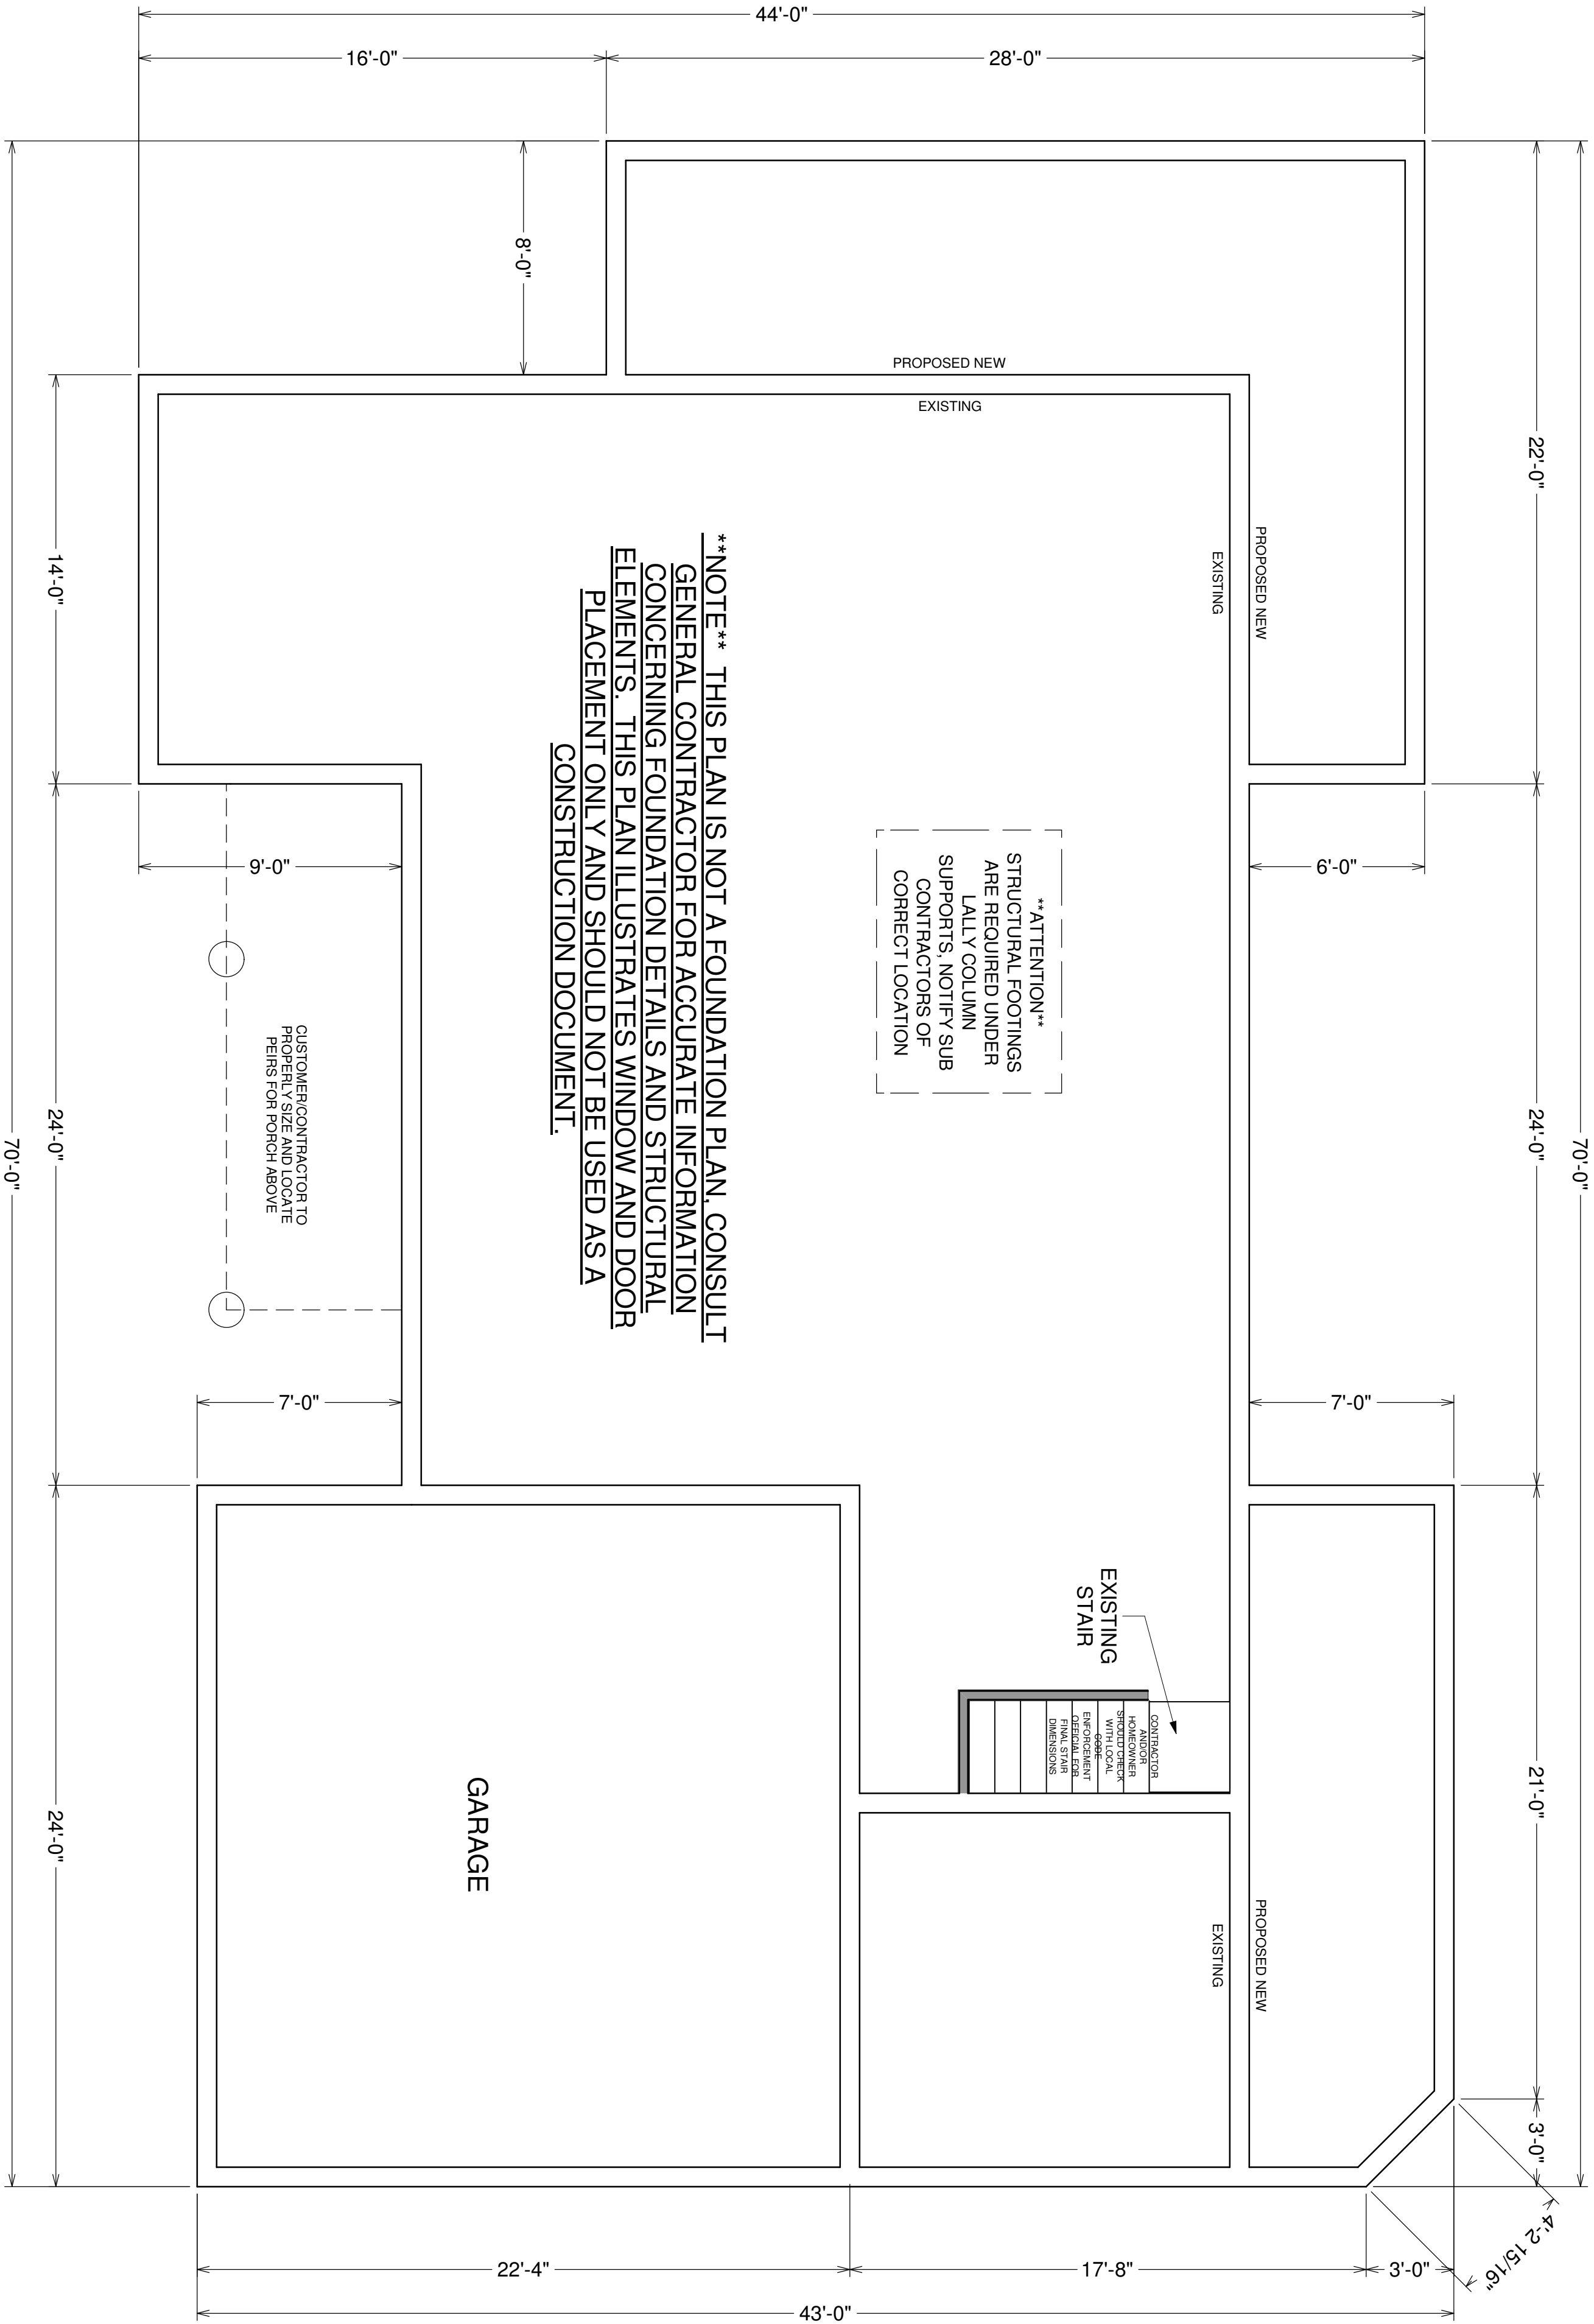 44'-0"
16'-0"
28'-0"
8'-0"
22'-0"
70'-0"
PROPOSED NEW
EXISTING
PROPOSED NEW
EXISTING
14'-0"
**NOTE** THIS PLAN IS NOT A FOUNDATION PLAN, CONSULT
GENERAL CONTRACTOR FOR ACCURATE INFORMATION
CONCERNING FOUNDATION DETAILS AND STRUCTURAL
ELEMENTS. THIS PLAN ILLUSTRATES WINDOW AND DOOR
PLACEMENT ONLY AND SHOULD NOT BE USED AS A
CONSTRUCTION DOCUMENT.
**ATTENTION**
STRUCTURAL FOOTINGS
ARE REQUIRED UNDER
LALLY COLUMN
SUPPORTS, NOTIFY SUB
CONTRACTORS OF
CORRECT LOCATION
9'-0"
6'-0"
CUSTOMER/CONTRACTOR TO
PROPERLY SIZE AND LOCATE
PEIRS FOR PORCH ABOVE
24'-0"
24'-0"
70'-0"
7'-0"
7'-0"
EXISTING
STAIR
CONTRACTOR
AND/OR
HOMEOWNER
SHOULD CHECK
WITH LOCAL
CODE
ENFORCEMENT
OFFICIAL FOR
FINAL STAIR
DIMENSIONS
GARAGE
24'-0"
21'-0"
EXISTING
PROPOSED NEW
3'-0"
4'-2 15/16"
22'-4"
17'-8"
3'-0"
43'-0"